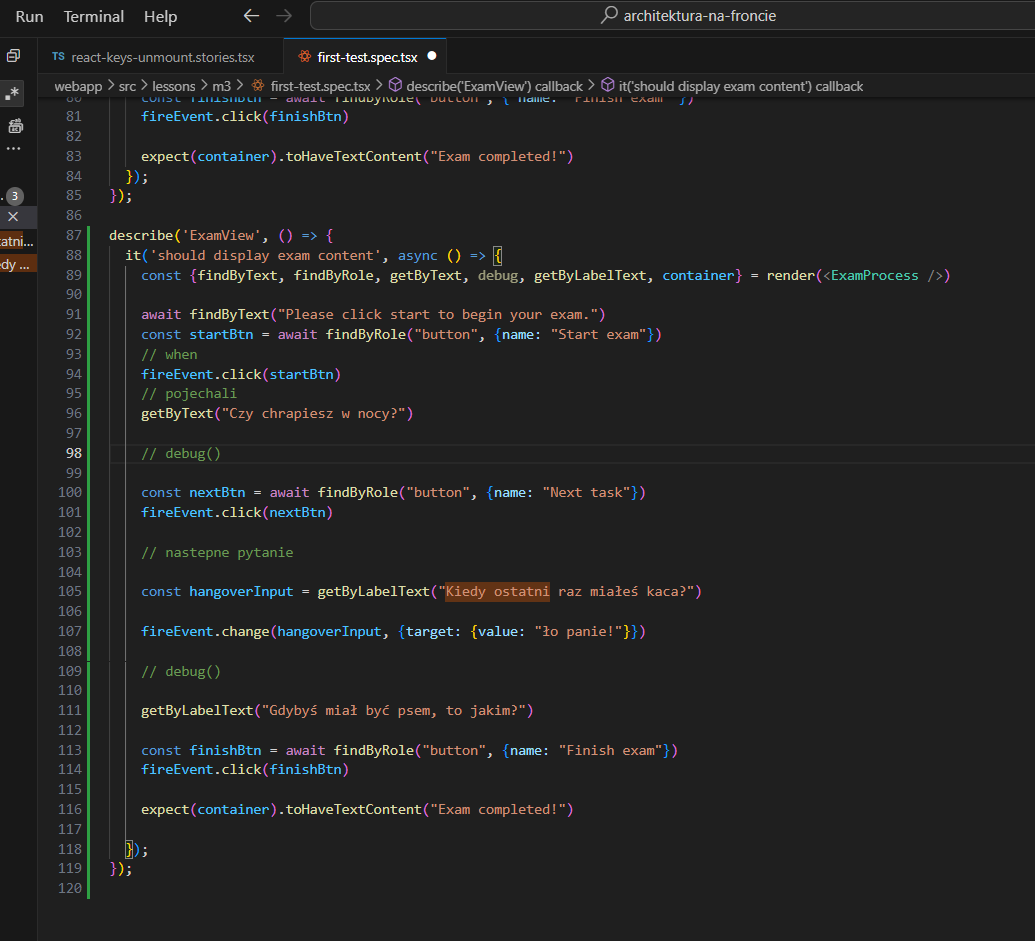 Run Terminal Help architektura-na-froncie
TS react-keys-unmount.stories.tsx first-test.spec.tsx
webapp > src > lessons > m3 > first-test.spec.tsx > describe('ExamView') callback > it('should display exam content') callback
80 const finishBtn = await findByRole("button", {name: "Finish exam"})
81 fireEvent.click(finishBtn)
82
83 expect(container).toHaveTextContent("Exam completed!")
84 });
85 });
86
87 describe('ExamView', () => {
88 it('should display exam content', async () => {
89 const {findByText, findByRole, getByText, debug, getByLabelText, container} = render(<ExamProcess />)
90
91 await findByText("Please click start to begin your exam.")
92 const startBtn = await findByRole("button", {name: "Start exam"})
93 // when
94 fireEvent.click(startBtn)
95 // pojechali
96 getByText("Czy chrapiesz w nocy?")
97
98 // debug()
99
100 const nextBtn = await findByRole("button", {name: "Next task"})
101 fireEvent.click(nextBtn)
102
103 // nastepne pytanie
104
105 const hangoverInput = getByLabelText("Kiedy ostatni raz miałeś kaca?")
106
107 fireEvent.change(hangoverInput, {target: {value: "ło panie!"}})
108
109 // debug()
110
111 getByLabelText("Gdybyś miał być psem, to jakim?")
112
113 const finishBtn = await findByRole("button", {name: "Finish exam"})
114 fireEvent.click(finishBtn)
115
116 expect(container).toHaveTextContent("Exam completed!")
117
118 });
119 });
120
3
tatni...
edy ...